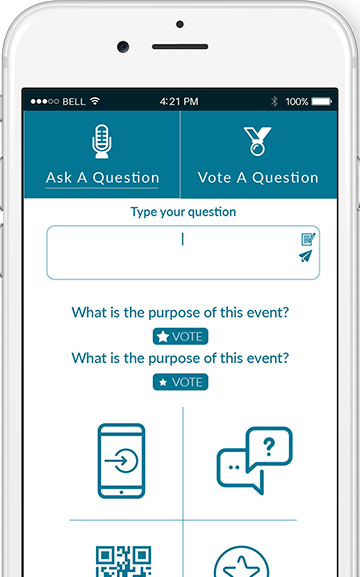 BELL 4:21 PM 100%
Ask A Question Vote A Question
Type your question
What is the purpose of this event?
VOTE
What is the purpose of this event?
VOTE
?